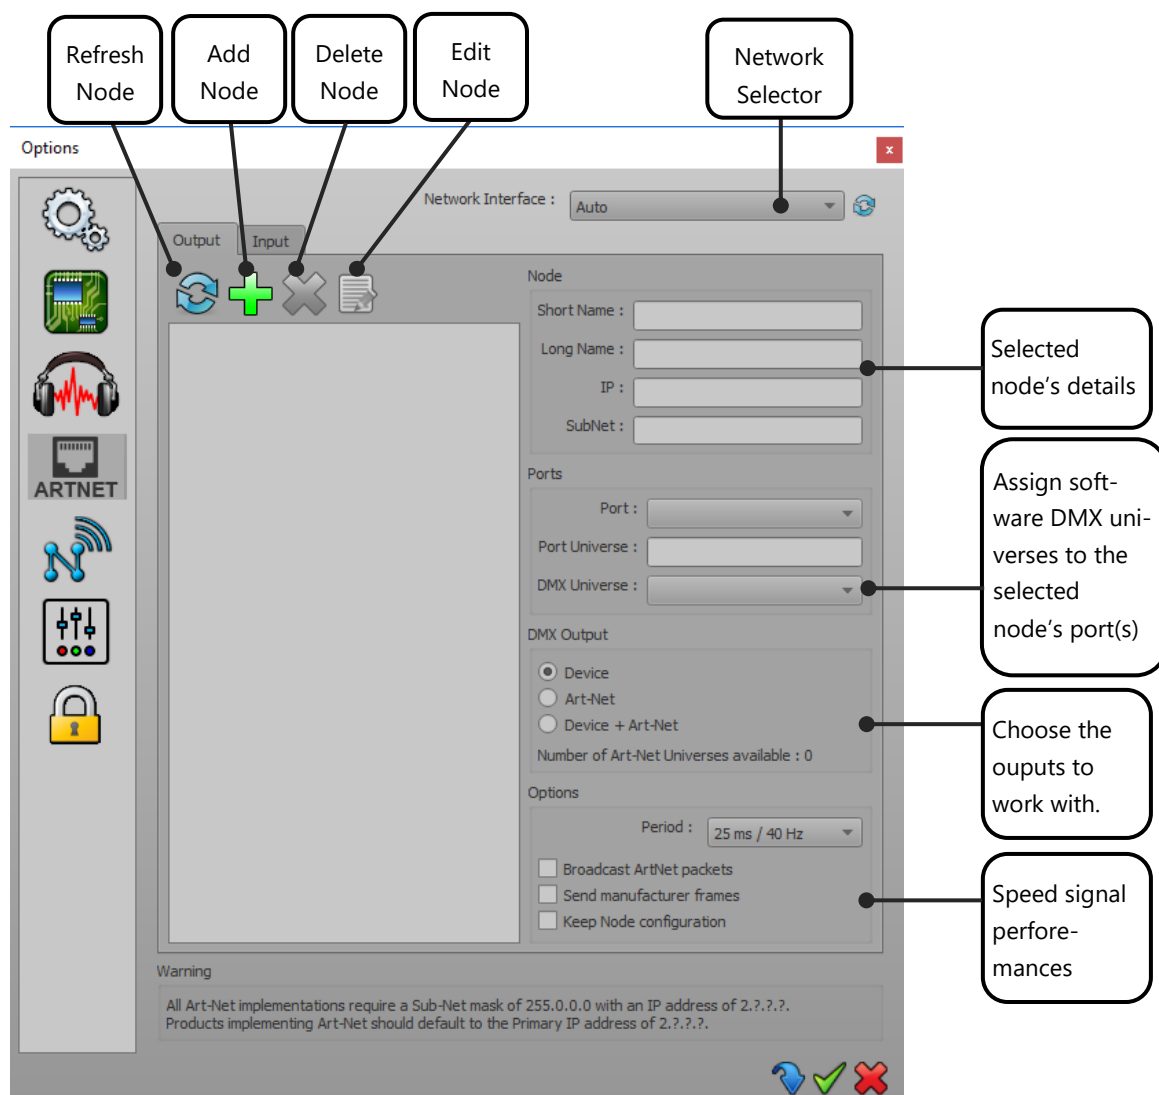 Refresh
Node
Add
Node
Delete
Node
Edit
Node
Network
Selector
Options
x
Network Interface :
Auto
Output
Input
ARTNET
Node
Short Name :
Long Name :
IP :
SubNet :
Selected
node's details
Ports
Port :
Port Universe :
DMX Universe :
Assign soft-
ware DMX uni-
verses to the
selected
node's port(s)
DMX Output
Device
Art-Net
Device + Art-Net
Number of Art-Net Universes available : 0
Choose the
ouputs to
work with.
Options
Period :
25 ms / 40 Hz
Broadcast ArtNet packets
Send manufacturer frames
Keep Node configuration
Speed signal
perfore-
mances
Warning
All Art-Net implementations require a Sub-Net mask of 255.0.0.0 with an IP address of 2.?.?.?.
Products implementing Art-Net should default to the Primary IP address of 2.?.?.?.